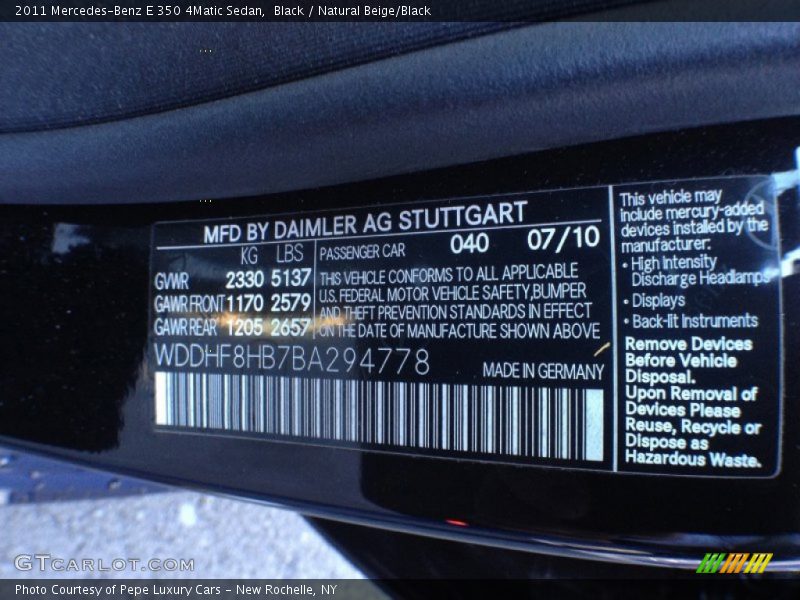 2011 Mercedes-Benz E 350 4Matic Sedan,  Black / Natural Beige/Black
MFD BY DAIMLER AG STUTTGART
KG LBS
GVWR 2330 5137
GAWR FRONT 1170 2579
GAWR REAR 1205 2657
PASSENGER CAR 040 07/10
THIS VEHICLE CONFORMS TO ALL APPLICABLE
U.S. FEDERAL MOTOR VEHICLE SAFETY,BUMPER
AND THEFT PREVENTION STANDARDS IN EFFECT
ON THE DATE OF MANUFACTURE SHOWN ABOVE
WDDHF8HB7BA294778
MADE IN GERMANY
This vehicle may
include mercury-added
devices installed by the
manufacturer:
• High Intensity
Discharge Headlamps
• Displays
• Back-lit Instruments
Remove Devices
Before Vehicle
Disposal.
Upon Removal of
Devices Please
Reuse, Recycle or
Dispose as
Hazardous Waste.
GTCARLOT.COM
Photo Courtesy of Pepe Luxury Cars - New Rochelle, NY